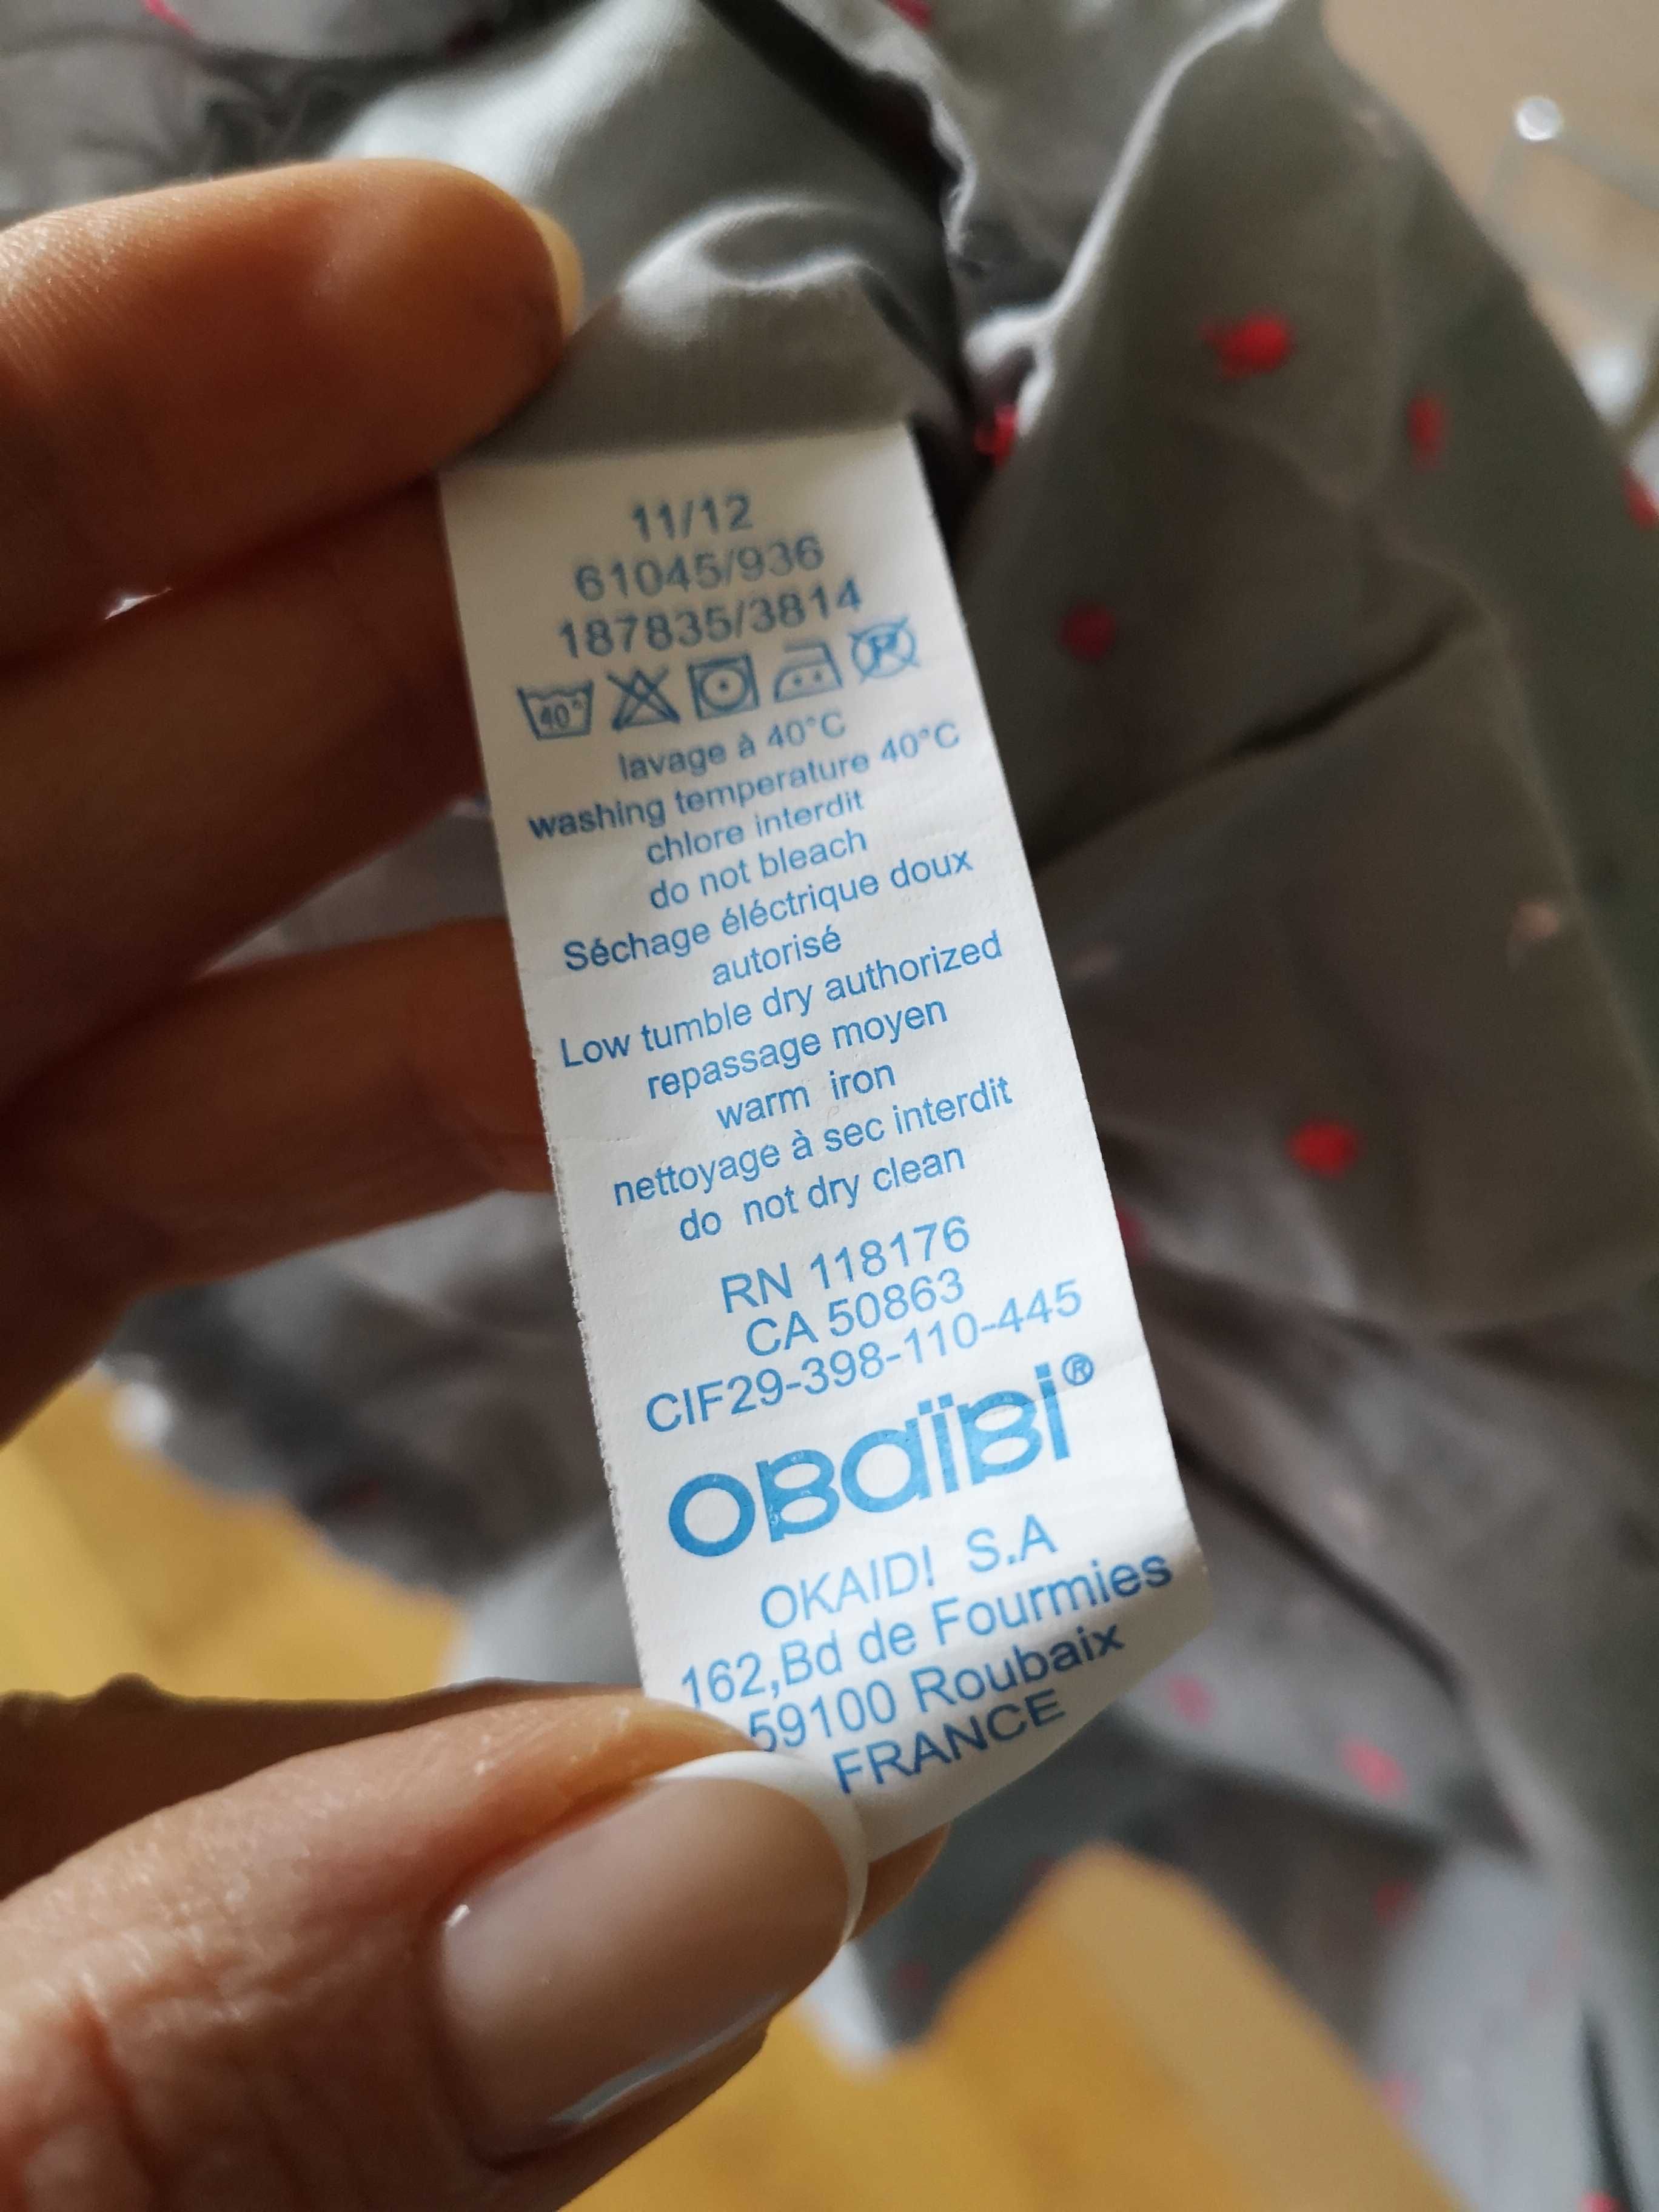 11/12
61045/936
187835/3814
40°
lavage à 40°C
washing temperature 40°C
chlore interdit
do not bleach
Séchage éléctrique doux
autorisé
Low tumble dry authorized
repassage moyen
warm iron
nettoyage à sec interdit
do not dry clean
RN 118176
CA 50863
CIF29-398-110-445
OBaïBi®
OKAIDI S.A
162,Bd de Fourmies
59100 Roubaix
FRANCE